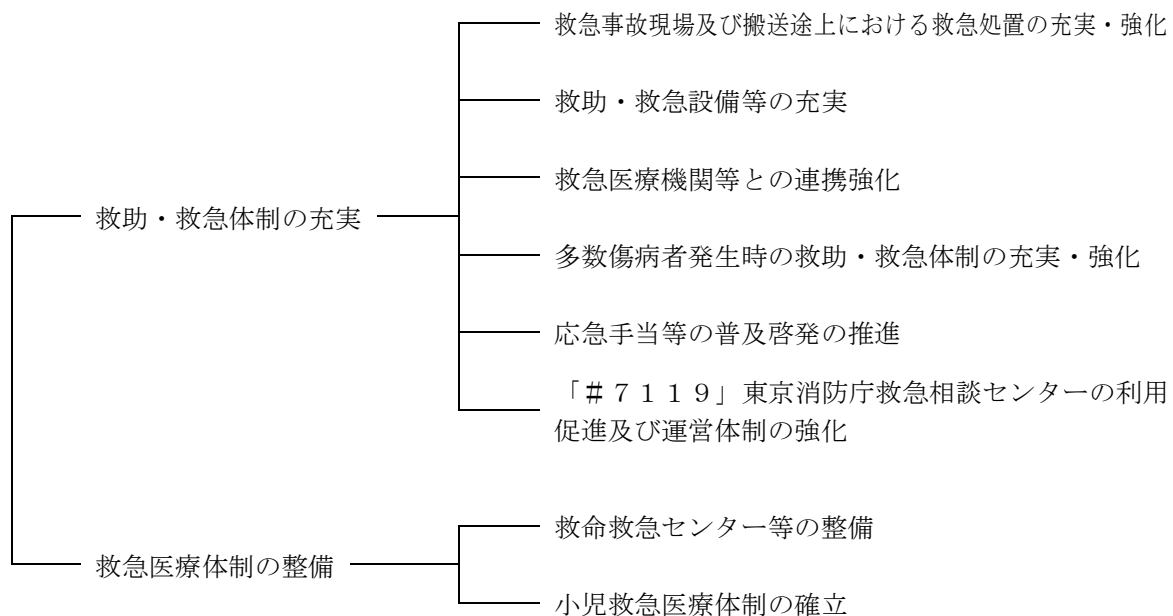 救助・救急体制の充実
救急事故現場及び搬送途上における救急処置の充実・強化
救助・救急設備等の充実
救急医療機関等との連携強化
多数傷病者発生時の救助・救急体制の充実・強化
応急手当等の普及啓発の推進
「#7119」東京消防庁救急相談センターの利用
促進及び運営体制の強化
救急医療体制の整備
救命救急センター等の整備
小児救急医療体制の確立